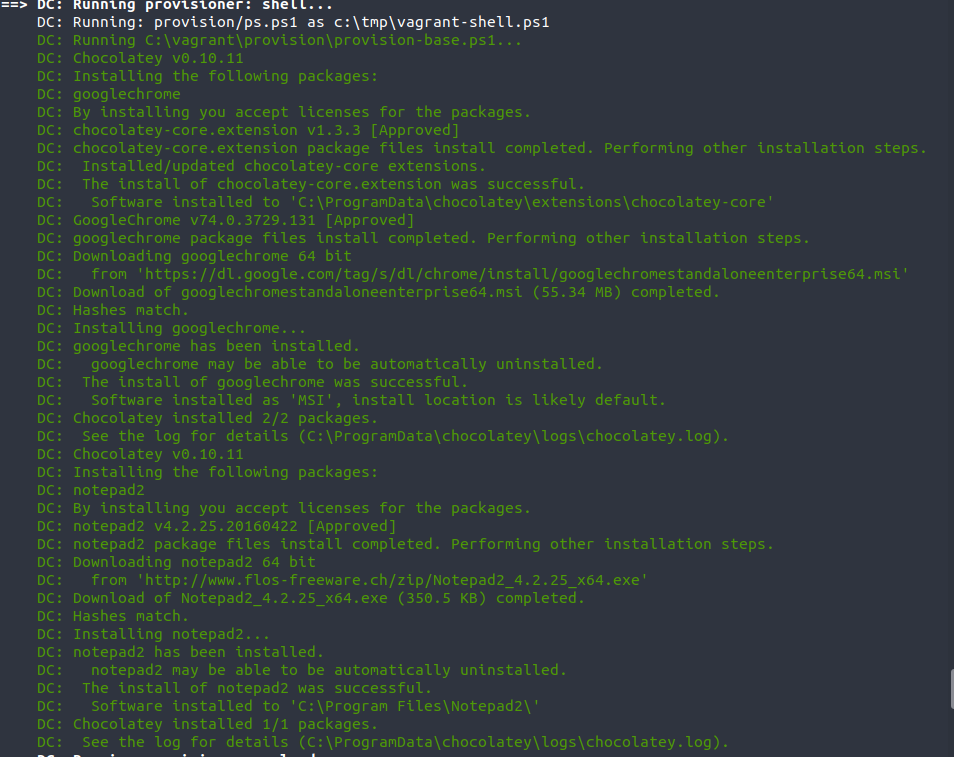 ==> DC: Running provisioner: shell...
    DC: Running: provision/ps.ps1 as c:\tmp\vagrant-shell.ps1
    DC: Running C:\vagrant\provision\provision-base.ps1...
    DC: Chocolatey v0.10.11
    DC: Installing the following packages:
    DC: googlechrome
    DC: By installing you accept licenses for the packages.
    DC: chocolatey-core.extension v1.3.3 [Approved]
    DC: chocolatey-core.extension package files install completed. Performing other installation steps.
    DC:  Installed/updated chocolatey-core extensions.
    DC:  The install of chocolatey-core.extension was successful.
    DC:   Software installed to 'C:\ProgramData\chocolatey\extensions\chocolatey-core'
    DC: GoogleChrome v74.0.3729.131 [Approved]
    DC: googlechrome package files install completed. Performing other installation steps.
    DC: Downloading googlechrome 64 bit
    DC:   from 'https://dl.google.com/tag/s/dl/chrome/install/googlechromestandaloneenterprise64.msi'
    DC: Download of googlechromestandaloneenterprise64.msi (55.34 MB) completed.
    DC: Hashes match.
    DC: Installing googlechrome...
    DC: googlechrome has been installed.
    DC:   googlechrome may be able to be automatically uninstalled.
    DC:  The install of googlechrome was successful.
    DC:   Software installed as 'MSI', install location is likely default.
    DC: Chocolatey installed 2/2 packages.
    DC:  See the log for details (C:\ProgramData\chocolatey\logs\chocolatey.log).
    DC: Chocolatey v0.10.11
    DC: Installing the following packages:
    DC: notepad2
    DC: By installing you accept licenses for the packages.
    DC: notepad2 v4.2.25.20160422 [Approved]
    DC: notepad2 package files install completed. Performing other installation steps.
    DC: Downloading notepad2 64 bit
    DC:   from 'http://www.flos-freeware.ch/zip/Notepad2_4.2.25_x64.exe'
    DC: Download of Notepad2_4.2.25_x64.exe (350.5 KB) completed.
    DC: Hashes match.
    DC: Installing notepad2...
    DC: notepad2 has been installed.
    DC:   notepad2 may be able to be automatically uninstalled.
    DC:  The install of notepad2 was successful.
    DC:   Software installed to 'C:\Program Files\Notepad2\'
    DC: Chocolatey installed 1/1 packages.
    DC:  See the log for details (C:\ProgramData\chocolatey\logs\chocolatey.log).